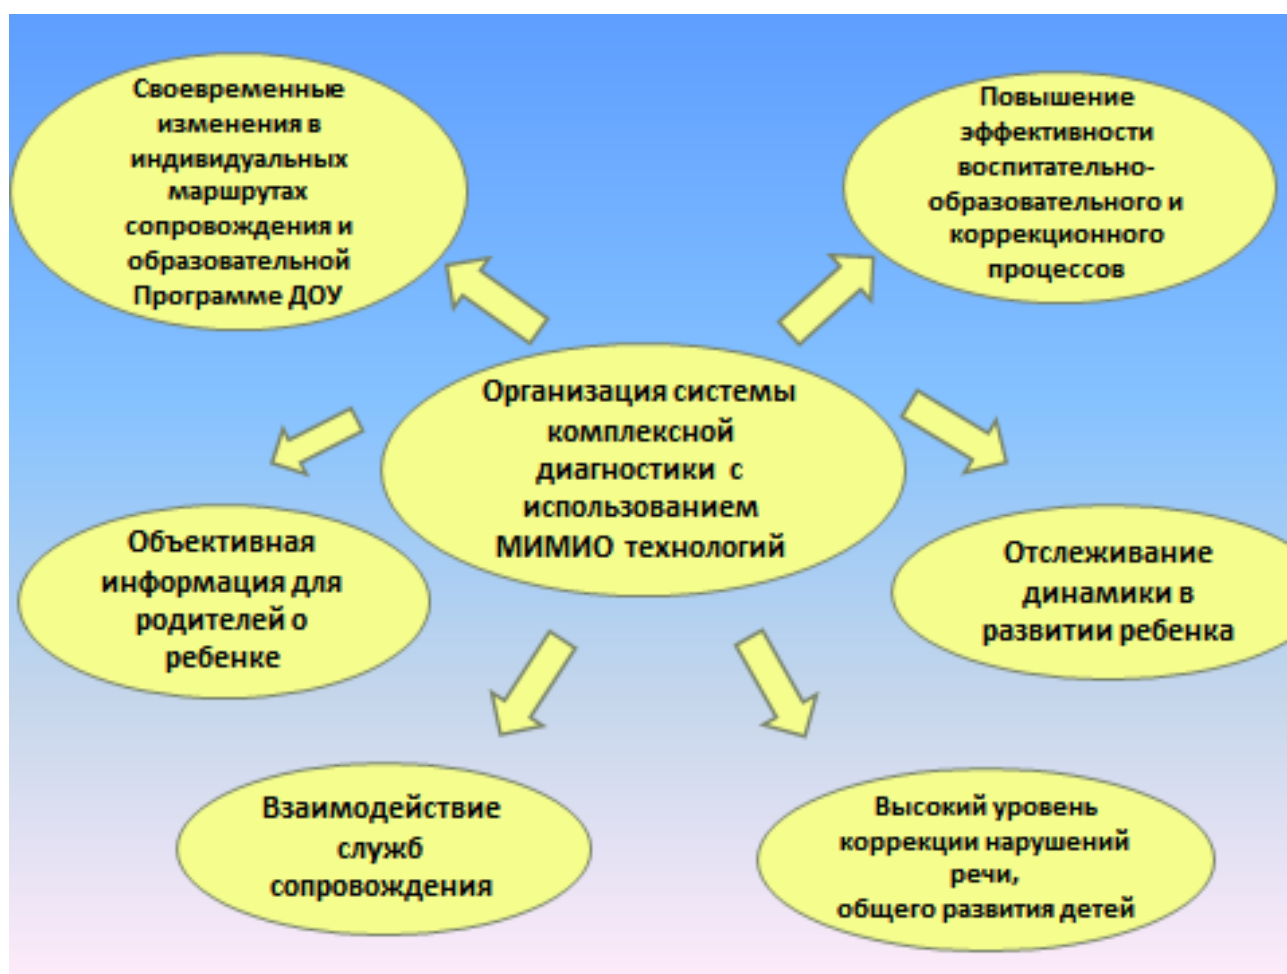 Своевременные
изменения в
индивидуальных
маршрутах
сопровождения и
образовательной
Программе ДОУ
Повышение
эффективности
воспитательно-
образовательного и
коррекционного
процессов
Организация системы
комплексной
диагностики с
использованием
МИМИО технологий
Объективная
информация для
родителей о
ребенке
Отслеживание
динамики в
развитии ребенка
Взаимодействие
служб
сопровождения
Высокий уровень
коррекции нарушений
речи,
общего развития детей